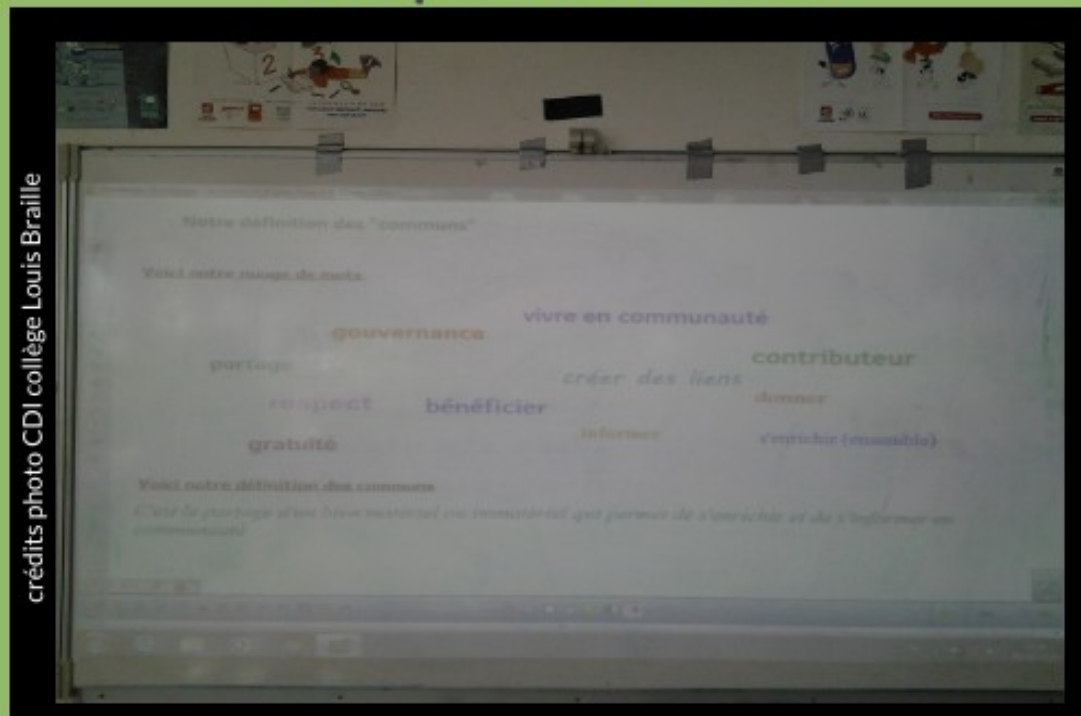 crédits photo CDI collège Louis Braille
Notre définition des "communs"
Voici notre nuage de mots
vivre en communauté
gouvernance
contributeur
partage
créer des liens
donner
respect
bénéficier
informer
s'enrichir (ensemble)
gratuité
Voici notre définition des communs
C'est le partage d'un bien matériel ou immatériel qui permet de s'enrichir et de s'informer en
communauté